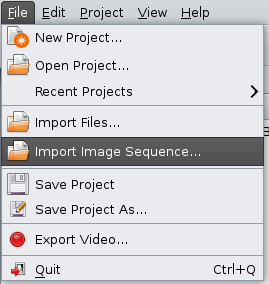 File Edit Project View Help
New Project...
Open Project...
Recent Projects
Import Files...
Import Image Sequence...
Save Project
Save Project As...
Export Video...
Quit Ctrl+Q